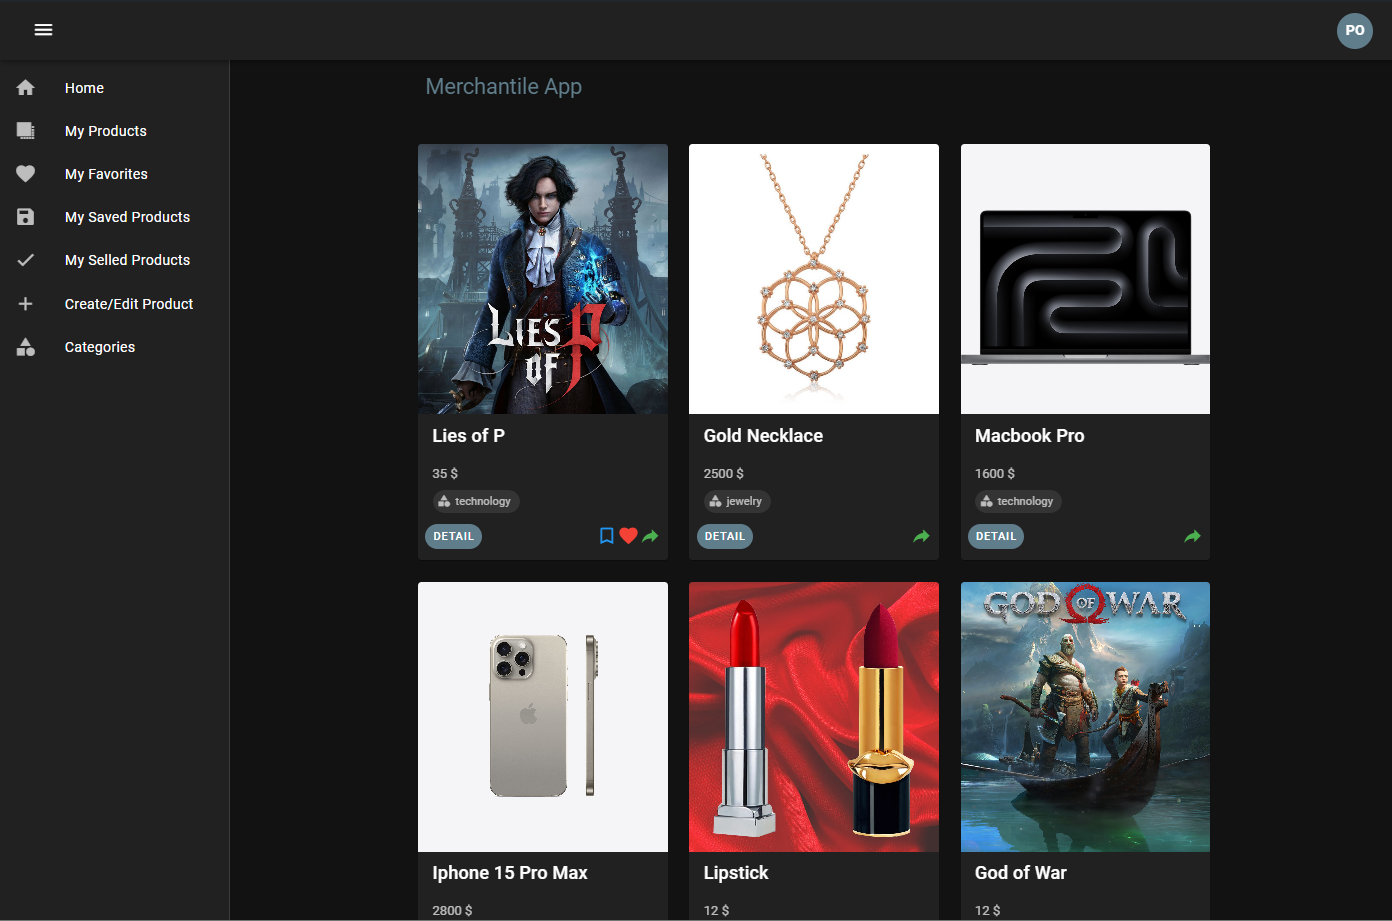 PO
Home
My Products
My Favorites
My Saved Products
My Selled Products
Create/Edit Product
Categories
Merchantile App
LIES OF P
Lies of P
35 $
technology
DETAIL
Gold Necklace
2500 $
jewelry
DETAIL
Macbook Pro
1600 $
technology
DETAIL
Iphone 15 Pro Max
2800 $
Lipstick
12 $
GOD OF WAR
God of War
12 $